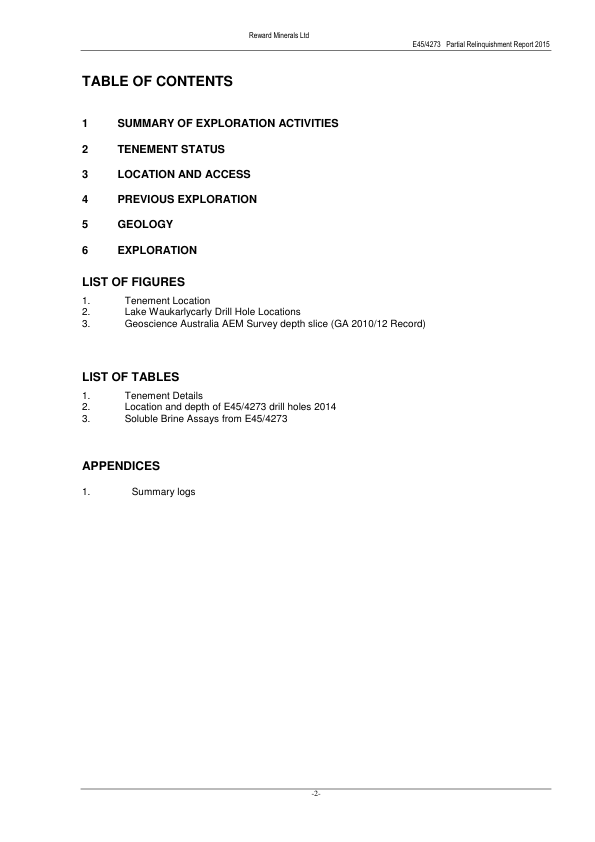 Reward Minerals Ltd
E45/4273 Partial Relinquishment Report 2015
TABLE OF CONTENTS
1 SUMMARY OF EXPLORATION ACTIVITIES
2 TENEMENT STATUS
3 LOCATION AND ACCESS
4 PREVIOUS EXPLORATION
5 GEOLOGY
6 EXPLORATION
LIST OF FIGURES
1. Tenement Location
2. Lake Waukarlycarly Drill Hole Locations
3. Geoscience Australia AEM Survey depth slice (GA 2010/12 Record)
LIST OF TABLES
1. Tenement Details
2. Location and depth of E45/4273 drill holes 2014
3. Soluble Brine Assays from E45/4273
APPENDICES
1. Summary logs
-2-